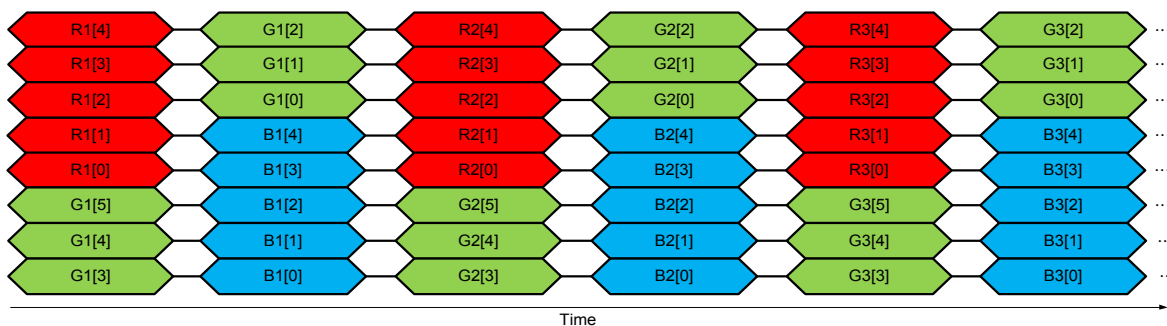 R1[4] G1[2] R2[4] G2[2] R3[4] G3[2] ...
R1[3] G1[1] R2[3] G2[1] R3[3] G3[1] ...
R1[2] G1[0] R2[2] G2[0] R3[2] G3[0] ...
R1[1] B1[4] R2[1] B2[4] R3[1] B3[4] ...
R1[0] B1[3] R2[0] B2[3] R3[0] B3[3] ...
G1[5] B1[2] G2[5] B2[2] G3[5] B3[2] ...
G1[4] B1[1] G2[4] B2[1] G3[4] B3[1] ...
G1[3] B1[0] G2[3] B2[0] G3[3] B3[0] ...
Time